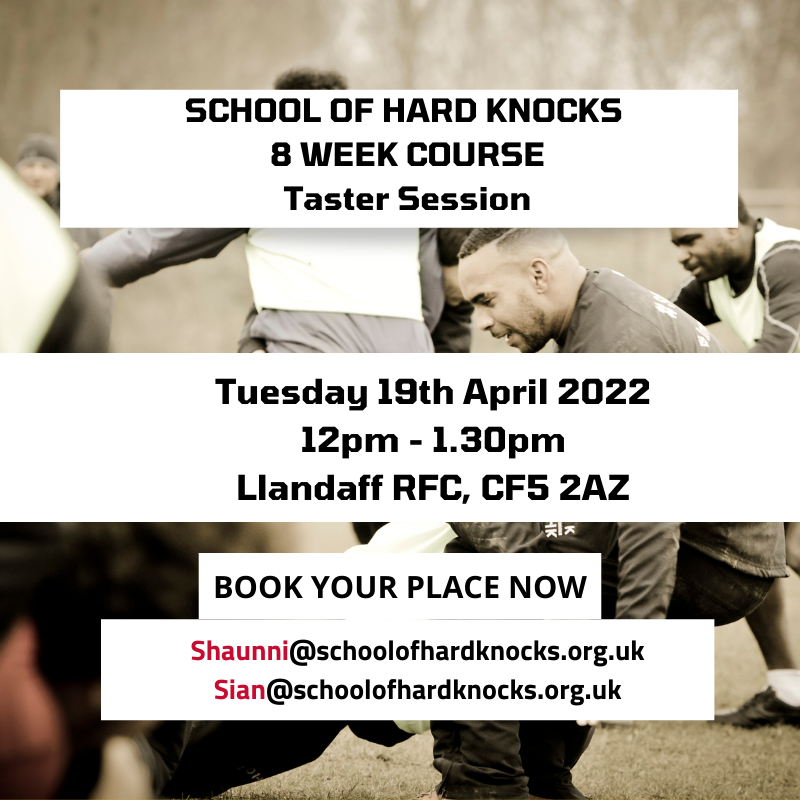 SCHOOL OF HARD KNOCKS
8 WEEK COURSE
Taster Session
Tuesday 19th April 2022
12pm - 1.30pm
Llandaff RFC, CF5 2AZ
BOOK YOUR PLACE NOW
Shaunni@schoolofhardknocks.org.uk
Sian@schoolofhardknocks.org.uk